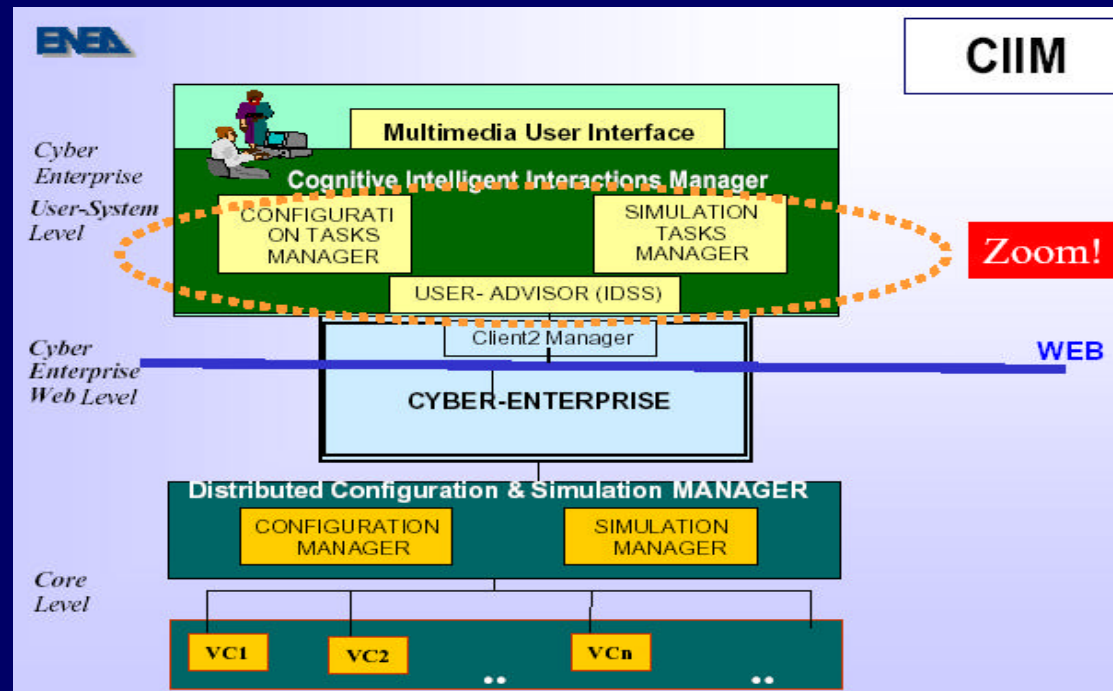 ENEA
CIIM
Multimedia User Interface
Cyber
Enterprise
User-System
Level
Cognitive Intelligent Interactions Manager
CONFIGURATI
ON TASKS
MANAGER
SIMULATION
TASKS
MANAGER
Zoom!
USER- ADVISOR (IDSS)
Client2 Manager
Cyber
Enterprise
Web Level
WEB
CYBER-ENTERPRISE
Distributed Configuration & Simulation MANAGER
CONFIGURATION
MANAGER
SIMULATION
MANAGER
Core
Level
VC1
VC2
..
VCn
..